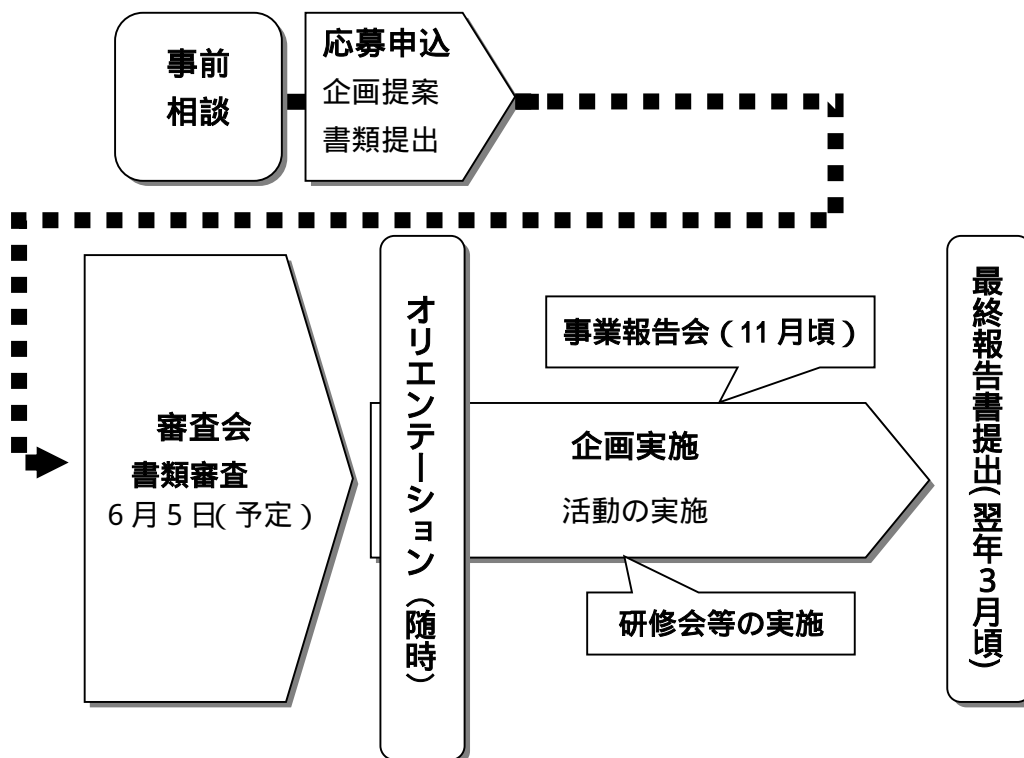 事前
相談
応募申込
企画提案
書類提出
審査会
書類審査
6月5日(予定)
オリエンテーション(随時)
事業報告会(11月頃)
企画実施
活動の実施
研修会等の実施
最終報告書提出(翌年3月頃)